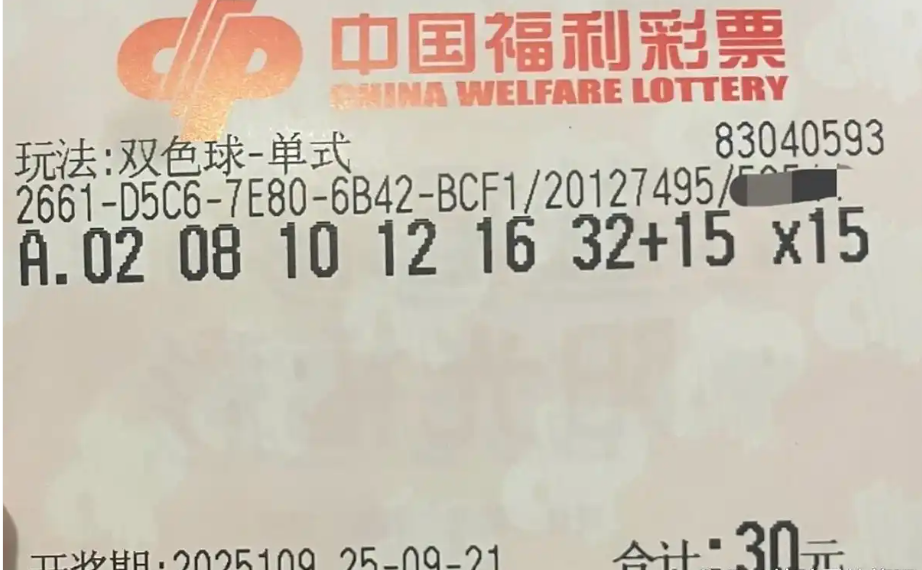 中国福利彩票
CHINA WELFARE LOTTERY
83040593
玩法:双色球-单式
2661-D5C6-7E80-6B42-BCF1/20127495/
A.02 08 10 12 16 32+15 x15
开奖期:2025109 25-09-21 合计:30元